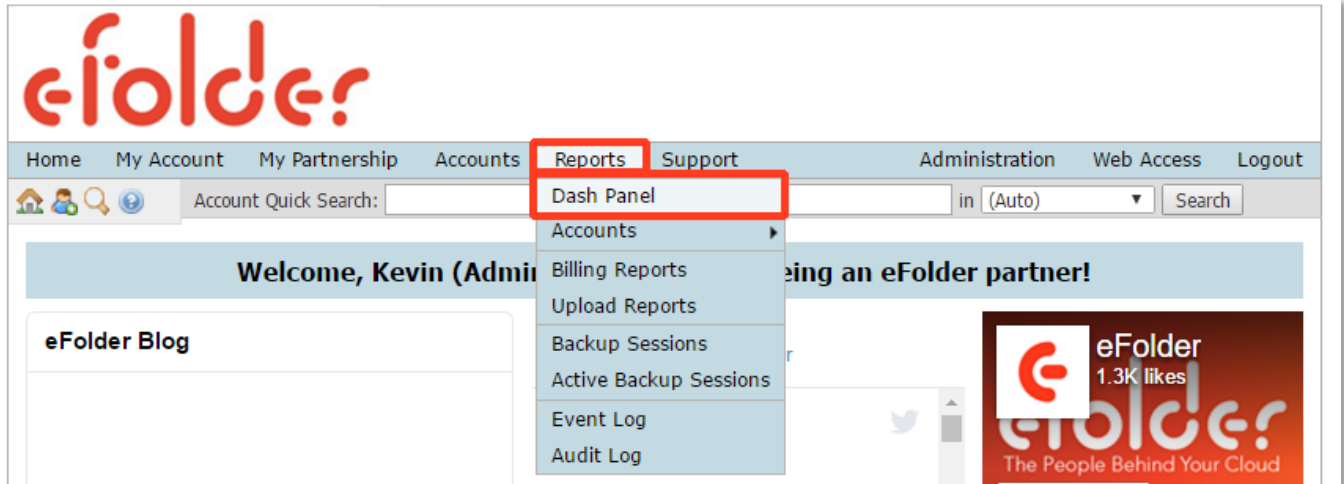 efolder
Home My Account My Partnership Accounts Reports Support Administration Web Access Logout
Account Quick Search: in (Auto) Search
Dash Panel
Accounts
Billing Reports
Upload Reports
Backup Sessions
Active Backup Sessions
Event Log
Audit Log
Welcome, Kevin (Admi eing an eFolder partner!
eFolder Blog
r
eFolder
1.3K likes
efolder
The People Behind Your Cloud